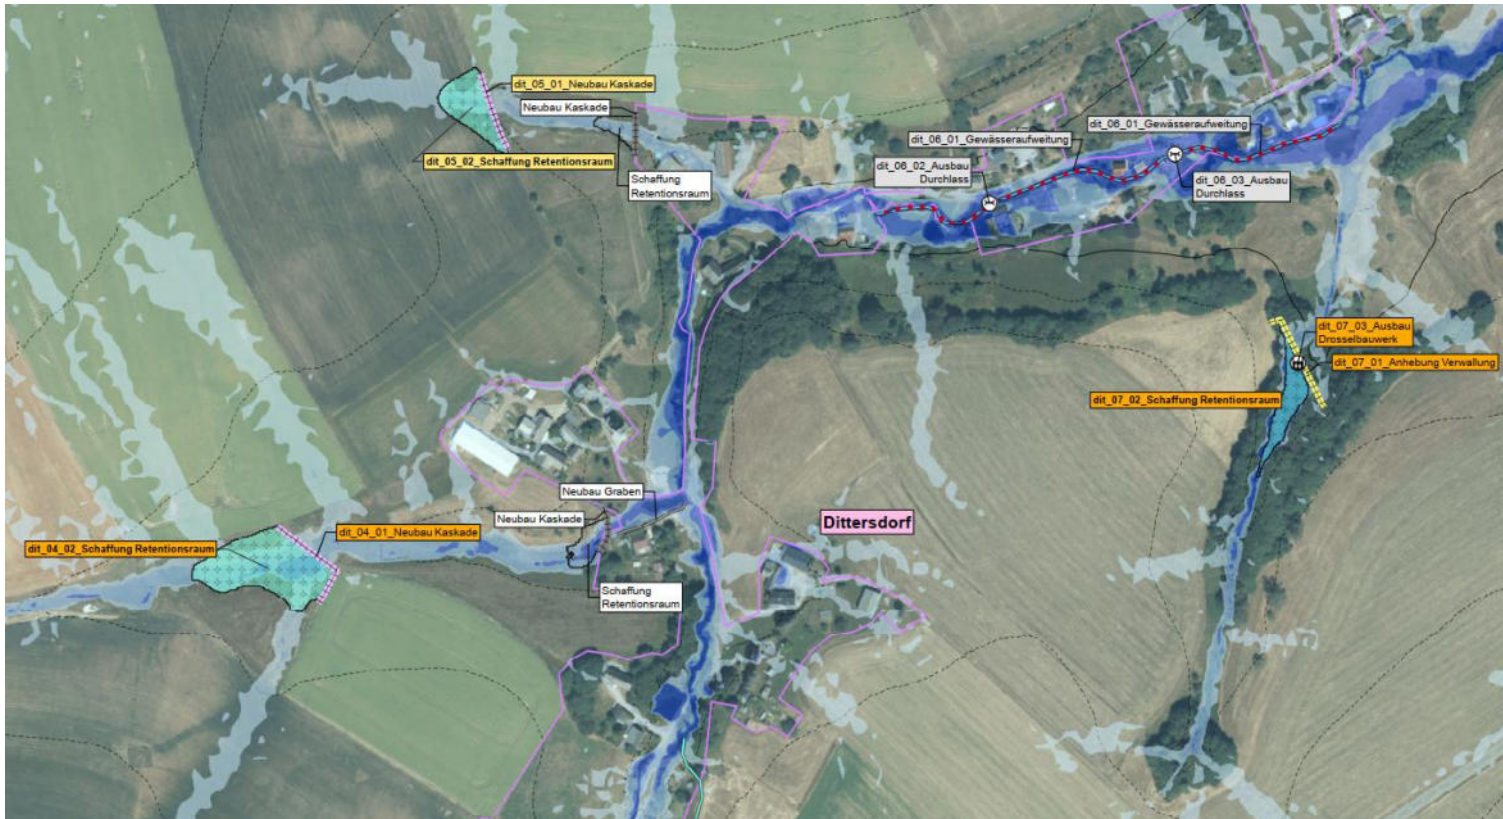 dit_05_01_Neubau Kaskade
Neubau Kaskade
dit_05_02_Schaffung Retentionsraum
Schaffung
Retentionsraum
dit_06_01_Gewässeraufweitung
dit_06_01_Gewässeraufweitung
dit_06_02_Ausbau
Durchlass
dit_06_03_Ausbau
Durchlass
dit_07_03_Ausbau
Drosselbauwerk
dit_07_01_Anhebung Verwallung
dit_07_02_Schaffung Retentionsraum
Neubau Graben
Neubau Kaskade
Dittersdorf
dit_04_01_Neubau Kaskade
dit_04_02_Schaffung Retentionsraum
Schaffung
Retentionsraum